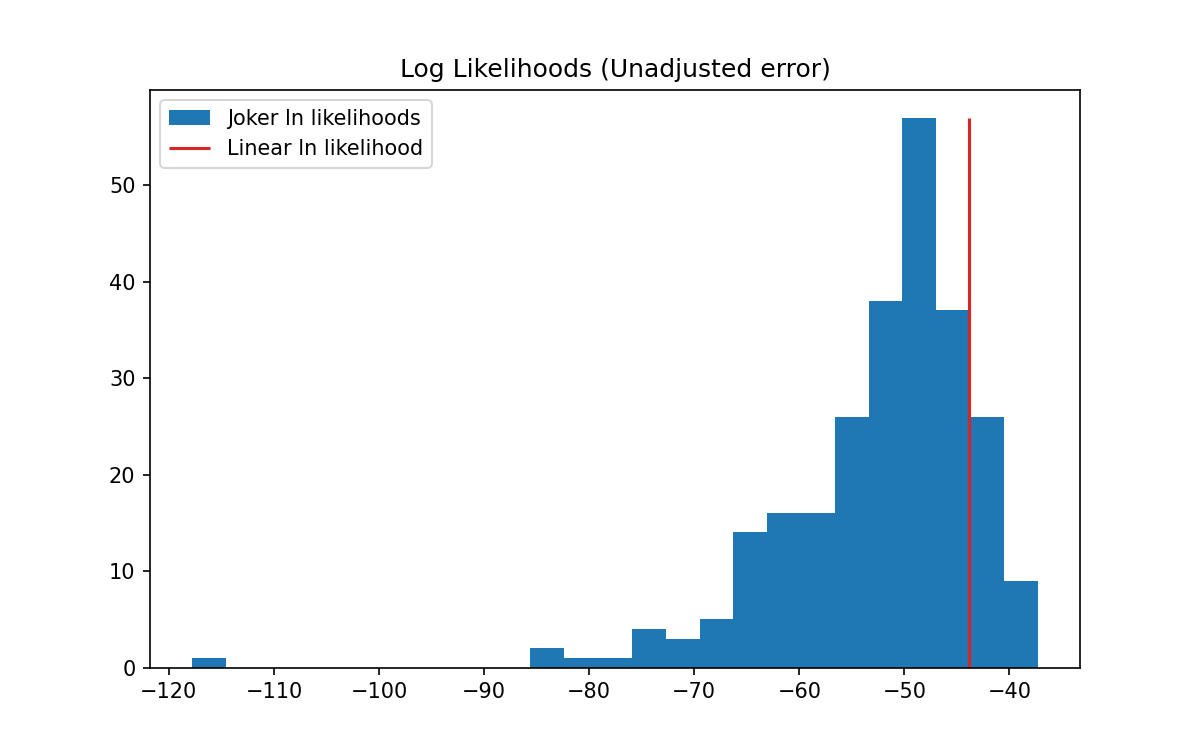 Log Likelihoods (Unadjusted error)
Joker ln likelihoods
Linear ln likelihood
50
40
30
20
10
0
−120 −110 −100 −90 −80 −70 −60 −50 −40